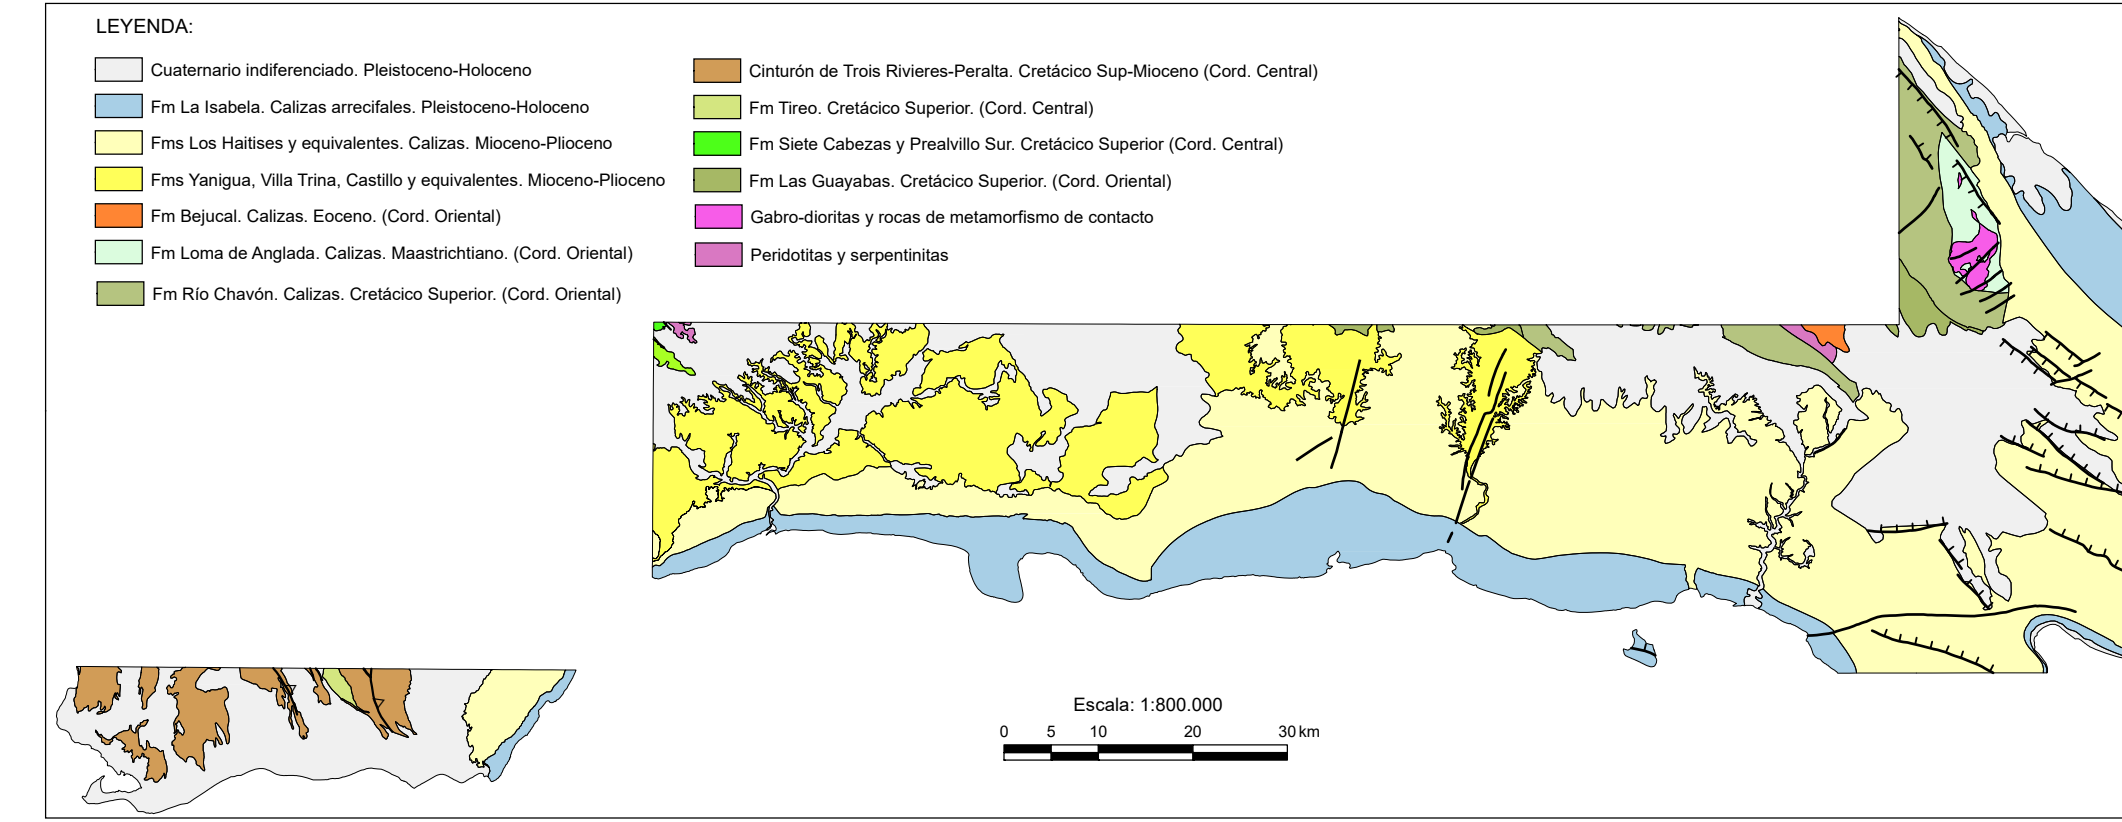 LEYENDA:
Cuaternario indiferenciado. Pleistoceno-Holoceno
Fm La Isabela. Calizas arrecifales. Pleistoceno-Holoceno
Fms Los Haitises y equivalentes. Calizas. Mioceno-Plioceno
Fms Yanigua, Villa Trina, Castillo y equivalentes. Mioceno-Plioceno
Fm Bejucal. Calizas. Eoceno. (Cord. Oriental)
Fm Loma de Anglada. Calizas. Maastrichtiano. (Cord. Oriental)
Fm Río Chavón. Calizas. Cretácico Superior. (Cord. Oriental)
Cinturón de Trois Rivieres-Peralta. Cretácico Sup-Mioceno (Cord. Central)
Fm Tireo. Cretácico Superior. (Cord. Central)
Fm Siete Cabezas y Prealvillo Sur. Cretácico Superior (Cord. Central)
Fm Las Guayabas. Cretácico Superior. (Cord. Oriental)
Gabro-dioritas y rocas de metamorfismo de contacto
Peridotitas y serpentinitas
Escala: 1:800.000
0 5 10 20 30 km